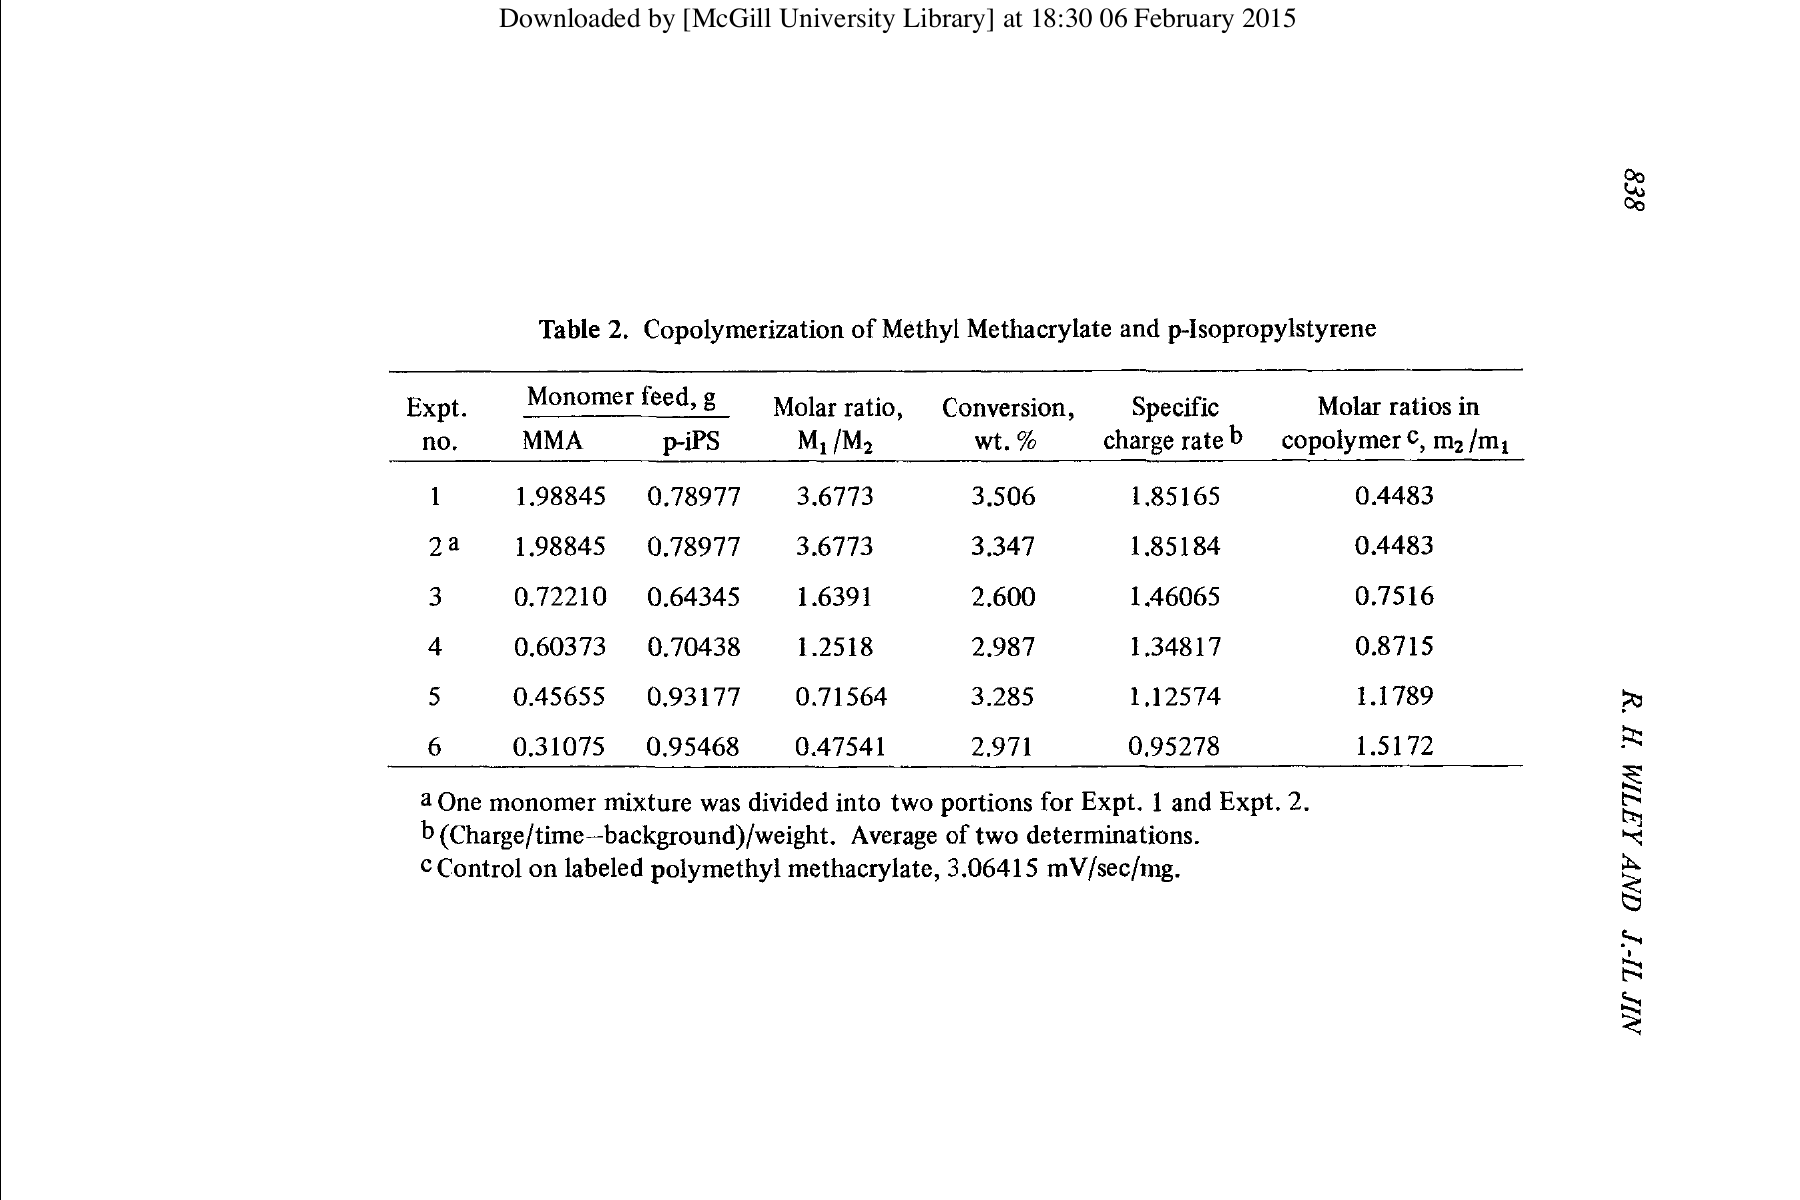 Downloaded by [McGill University Library] at 18:30 06 February 2015
838
Table 2. Copolymerization of Methyl Methacrylate and p-Isopropylstyrene
Expt. no. Monomer feed, g Molar ratio, M₁/M₂ Conversion, wt. % Specific charge rate b Molar ratios in copolymer c, m₂/m₁
MMA p-iPS
1 1.98845 0.78977 3.6773 3.506 1.85165 0.4483
2 a 1.98845 0.78977 3.6773 3.347 1.85184 0.4483
3 0.72210 0.64345 1.6391 2.600 1.46065 0.7516
4 0.60373 0.70438 1.2518 2.987 1.34817 0.8715
5 0.45655 0.93177 0.71564 3.285 1.12574 1.1789
6 0.31075 0.95468 0.47541 2.971 0.95278 1.5172
a One monomer mixture was divided into two portions for Expt. 1 and Expt. 2.
b (Charge/time–background)/weight. Average of two determinations.
c Control on labeled polymethyl methacrylate, 3.06415 mV/sec/mg.
R. H. WILEY AND J.-IL JIN